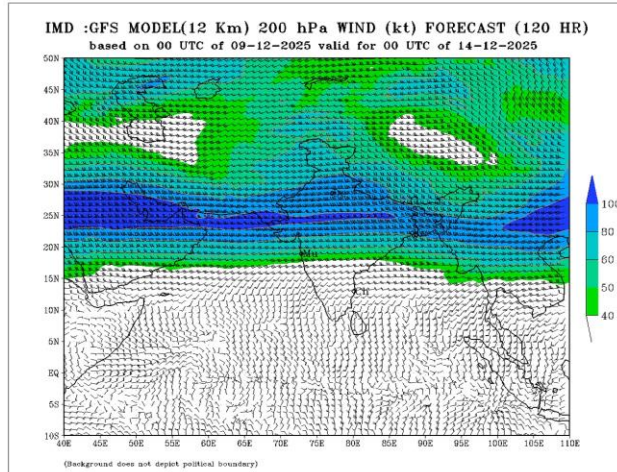 IMD :GFS MODEL(12 Km) 200 hPa WIND (kt) FORECAST (120 HR)
based on 00 UTC of 09-12-2025 valid for 00 UTC of 14-12-2025
50N
45N
40N
35N
30N
25N
20N
15N
10N
5N
EQ
5S
10S
40E 45E 50E 55E 60E 65E 70E 75E 80E 85E 90E 95E 100E 105E 110E
Mu
Ch
100
80
60
50
40
(Background does not depict political boundary)